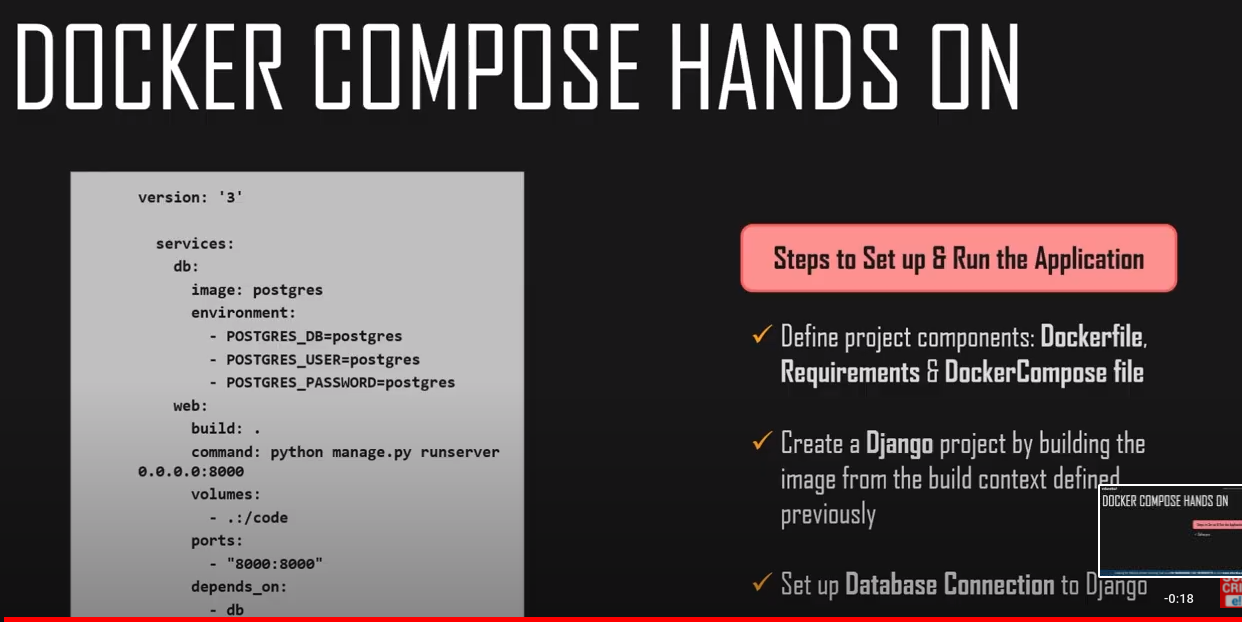 DOCKER COMPOSE HANDS ON
version: '3'
services:
db:
image: postgres
environment:
- POSTGRES_DB=postgres
- POSTGRES_USER=postgres
- POSTGRES_PASSWORD=postgres
web:
build: .
command: python manage.py runserver
0.0.0.0:8000
volumes:
- .:/code
ports:
- "8000:8000"
depends_on:
- db
Steps to Set up & Run the Application
✓ Define project components: Dockerfile,
Requirements & DockerCompose file
✓ Create a Django project by building the
image from the build context defined
previously
✓ Set up Database Connection to Django
DOCKER COMPOSE HANDS ON
-0:18